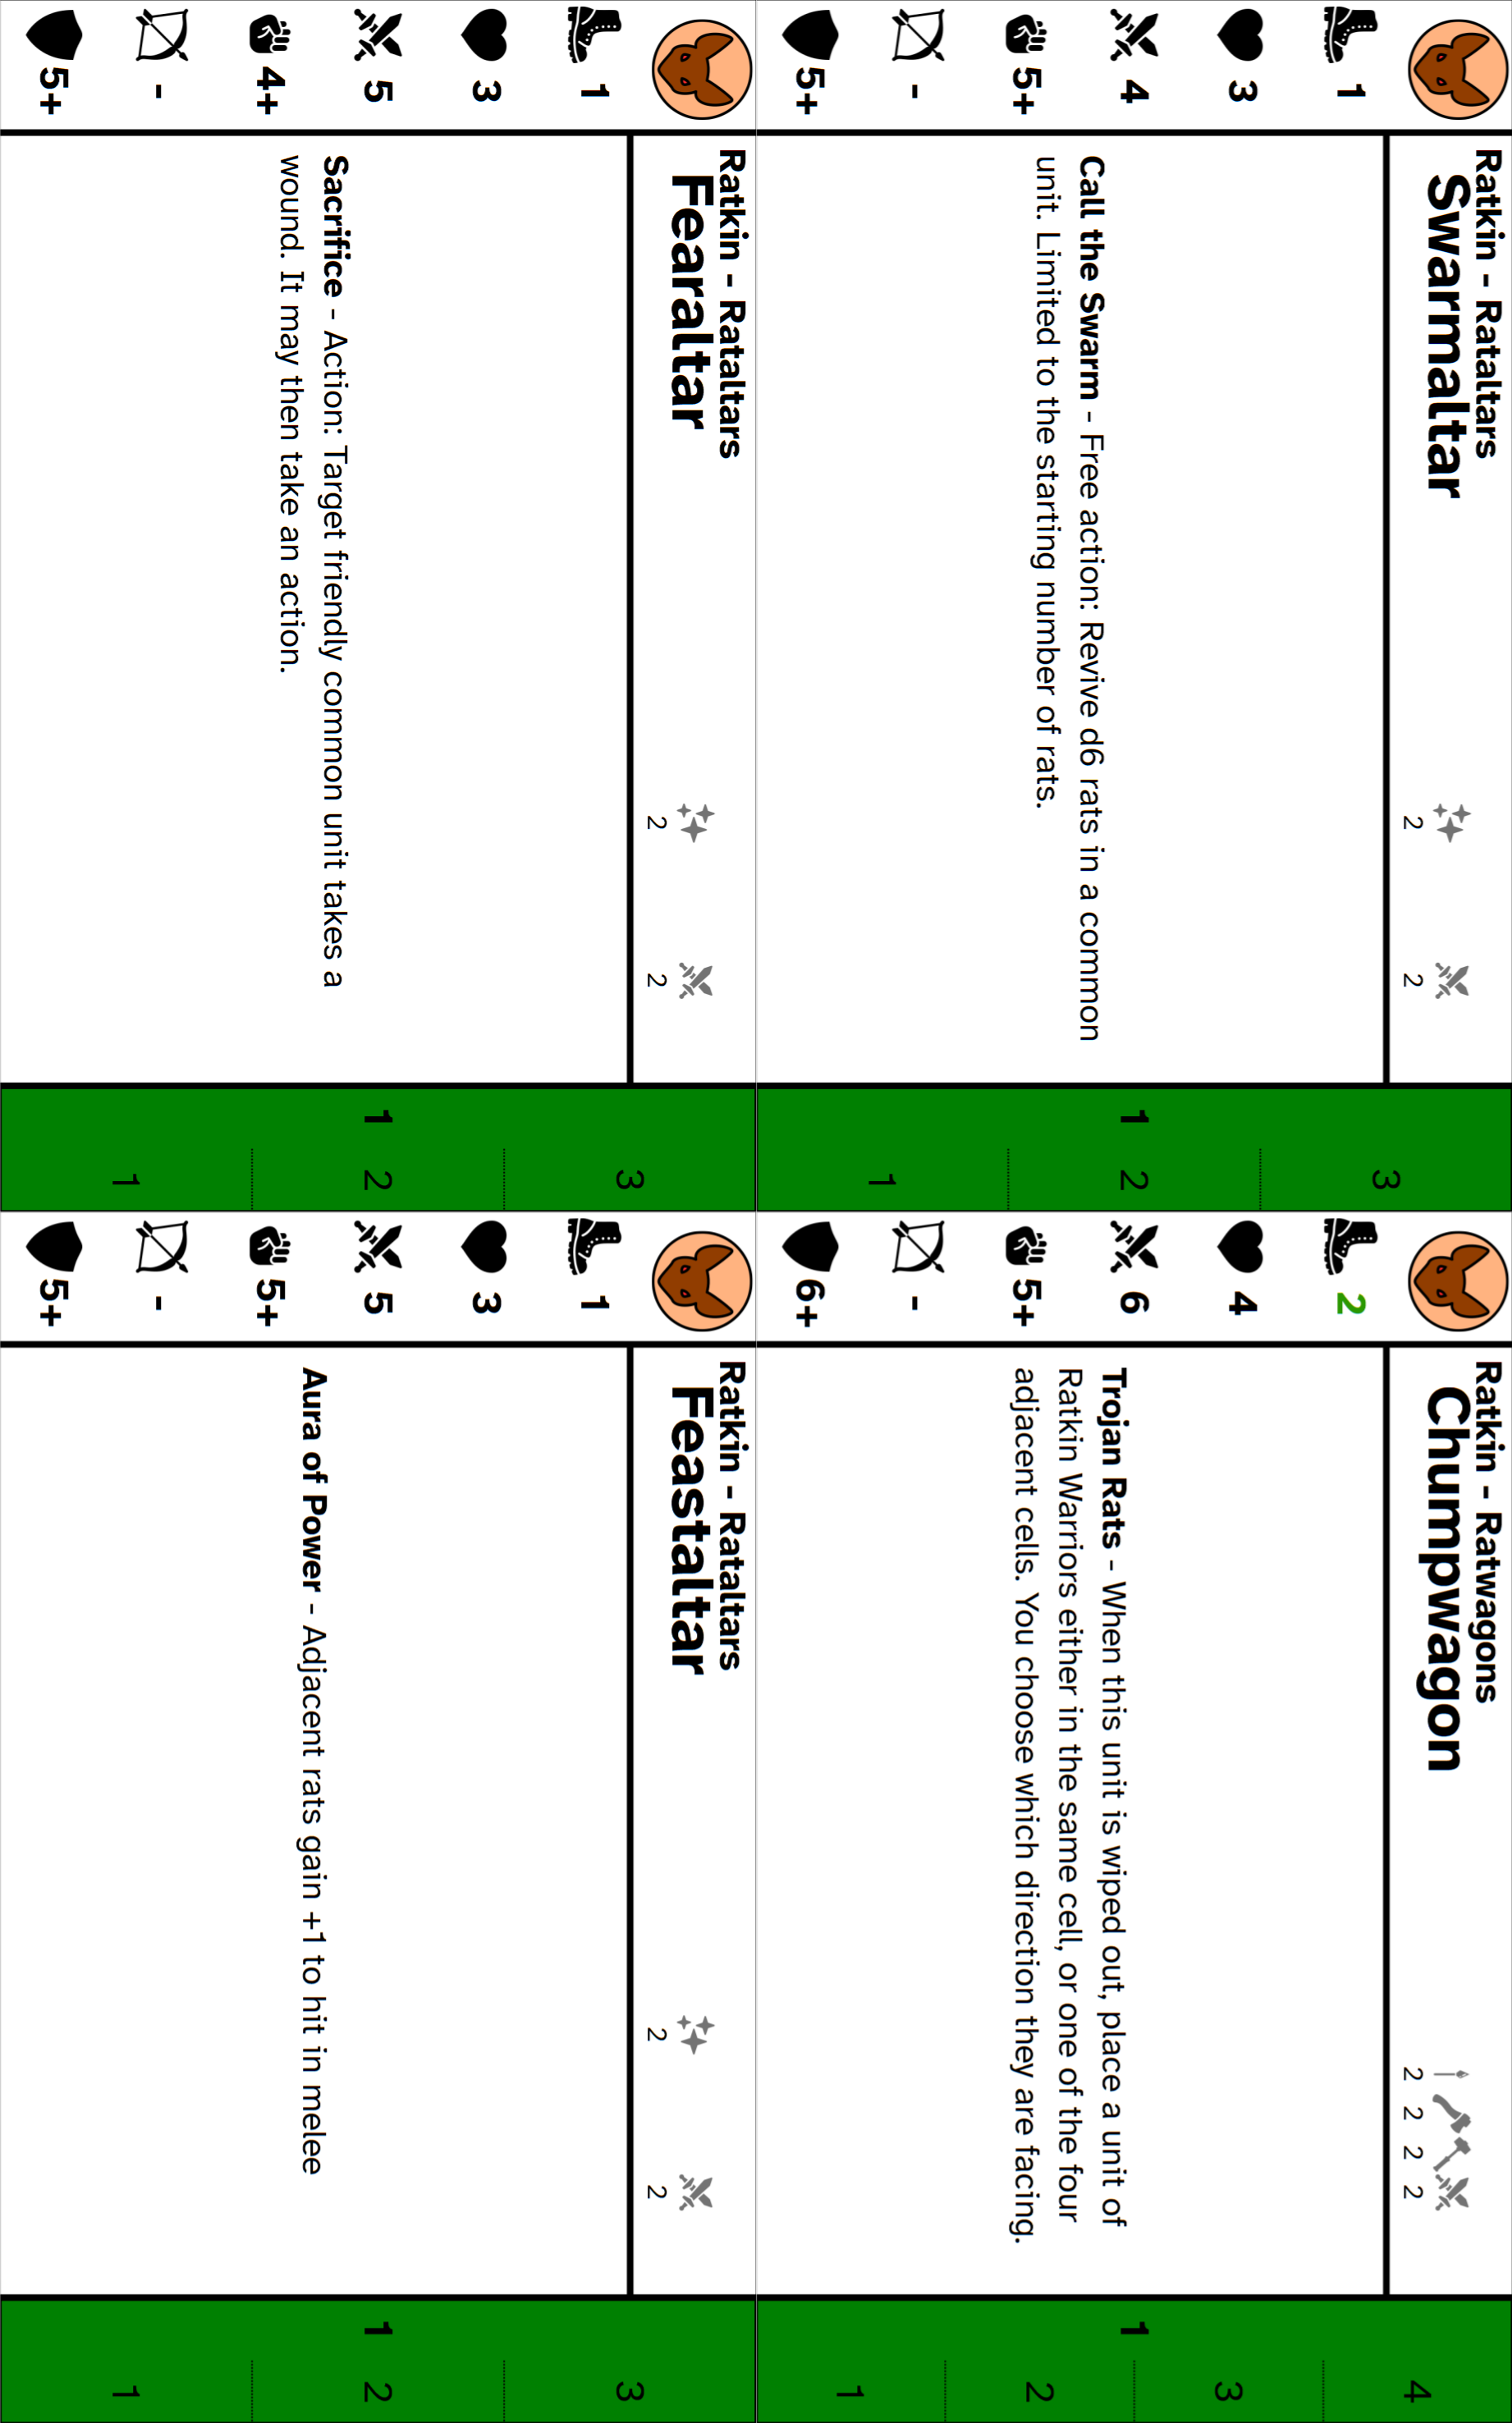 Ratkin - Rataltars
Swarmaltar
2 2
1
3
4
5+
-
5+
Call the Swarm - Free action: Revive d6 rats in a common
unit. Limited to the starting number of rats.
1
3
2
1
Ratkin - Ratwagons
Chumpwagon
2 2 2 2
2
4
6
5+
-
6+
Trojan Rats - When this unit is wiped out, place a unit of
Ratkin Warriors either in the same cell, or one of the four
adjacent cells. You choose which direction they are facing.
1
4
3
2
1
Ratkin - Rataltars
Fearaltar
2 2
1
3
5
4+
-
5+
Sacrifice - Action: Target friendly common unit takes a
wound. It may then take an action.
1
3
2
1
Ratkin - Rataltars
Feastaltar
2 2
1
3
5
5+
-
5+
Aura of Power - Adjacent rats gain +1 to hit in melee
1
3
2
1